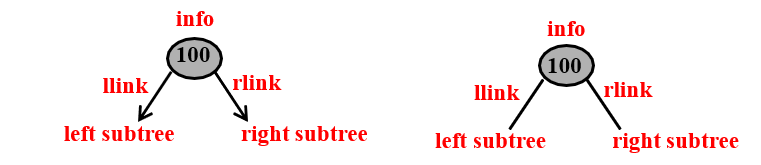 info
100
llink
rlink
left subtree
right subtree
info
100
llink
rlink
left subtree
right subtree